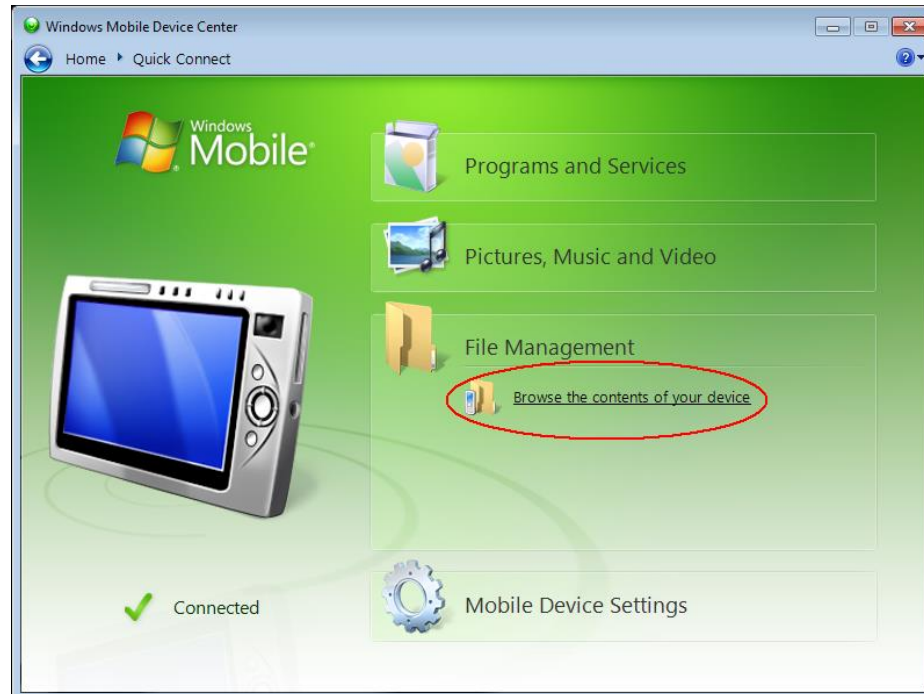 Windows Mobile Device Center
Home Quick Connect
Windows
Mobile
Programs and Services
Pictures, Music and Video
File Management
Browse the contents of your device
Connected
Mobile Device Settings